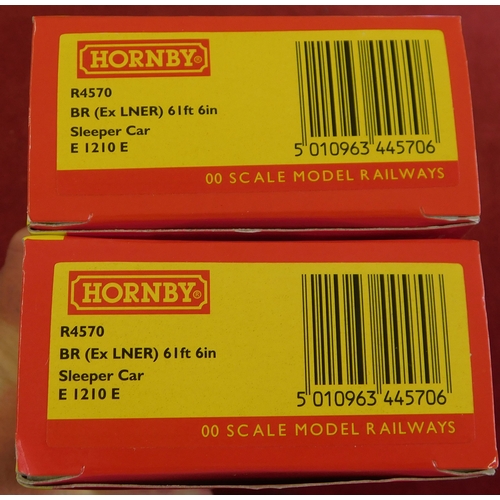 HORNBY®
R4570
BR (Ex LNER) 61ft 6in
Sleeper Car
E 1210 E
5 010963 445706
00 SCALE MODEL RAILWAYS
HORNBY®
R4570
BR (Ex LNER) 61ft 6in
Sleeper Car
E 1210 E
5 010963 445706
00 SCALE MODEL RAILWAYS